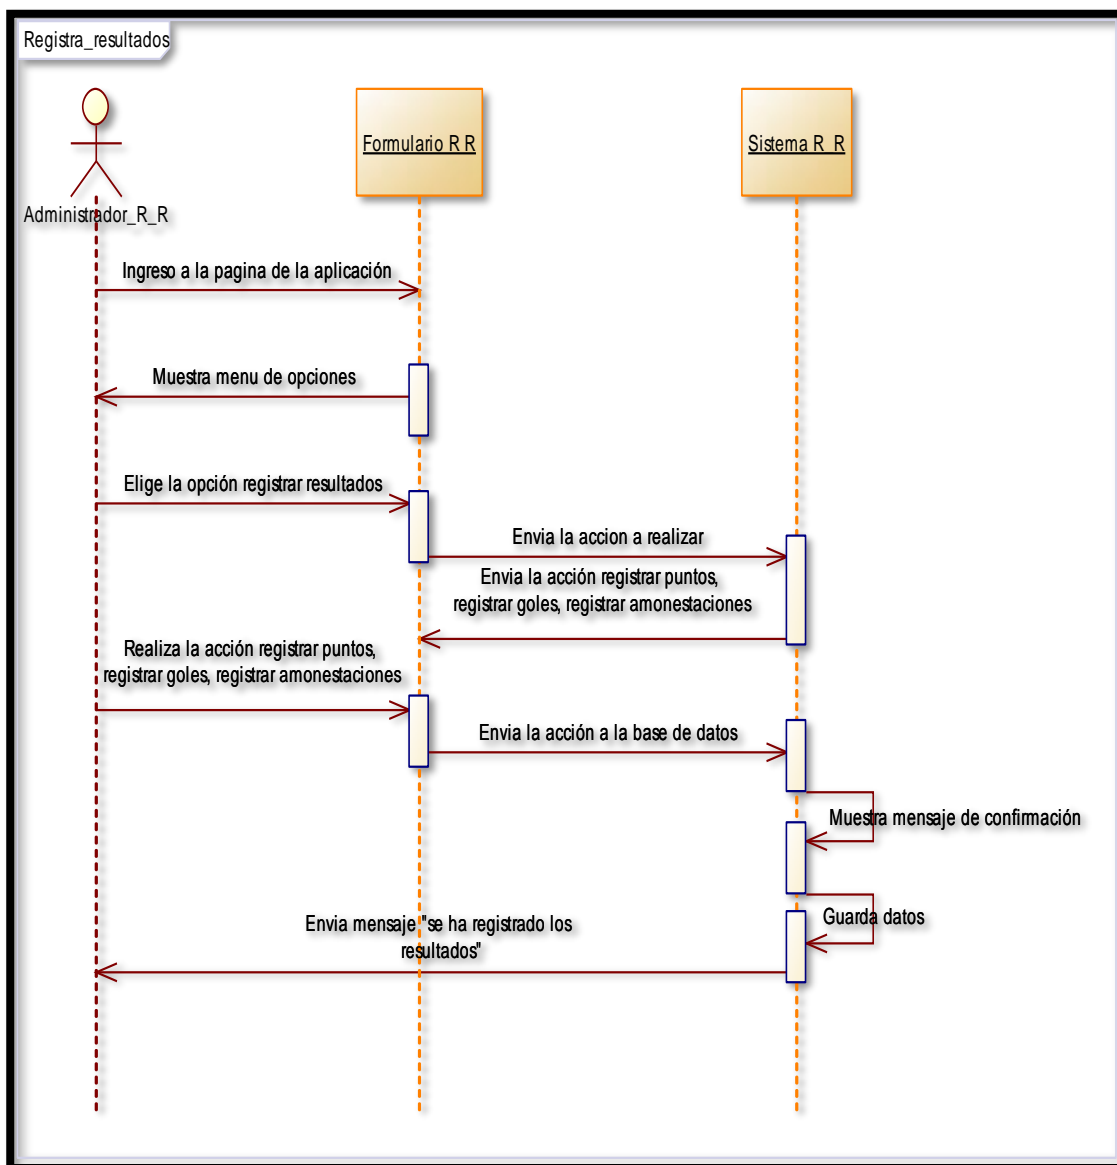 Registra_resultados
Formulario R R
Sistema R_R
Administrador_R_R
Ingreso a la pagina de la aplicación
Muestra menu de opciones
Elige la opción registrar resultados
Envia la accion a realizar
Envia la acción registrar puntos,
registrar goles, registrar amonestaciones
Realiza la acción registrar puntos,
registrar goles, registrar amonestaciones
Envia la acción a la base de datos
Muestra mensaje de confirmación
Guarda datos
Envia mensaje "se ha registrado los
resultados"